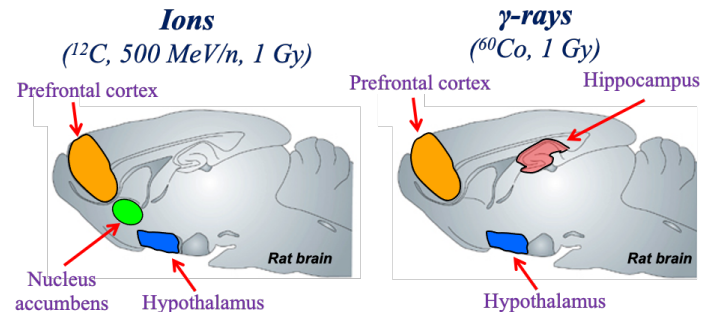 Ions
(¹²C, 500 MeV/n, 1 Gy)
Prefrontal cortex
Nucleus
accumbens
Hypothalamus
Rat brain
γ-rays
(⁶⁰Co, 1 Gy)
Prefrontal cortex
Hippocampus
Hypothalamus
Rat brain